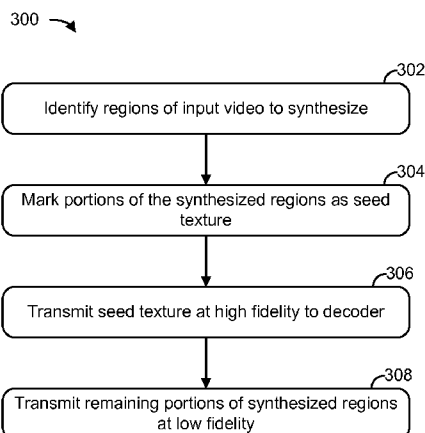 300
302
Identify regions of input video to synthesize
304
Mark portions of the synthesized regions as seed
texture
306
Transmit seed texture at high fidelity to decoder
308
Transmit remaining portions of synthesized regions
at low fidelity